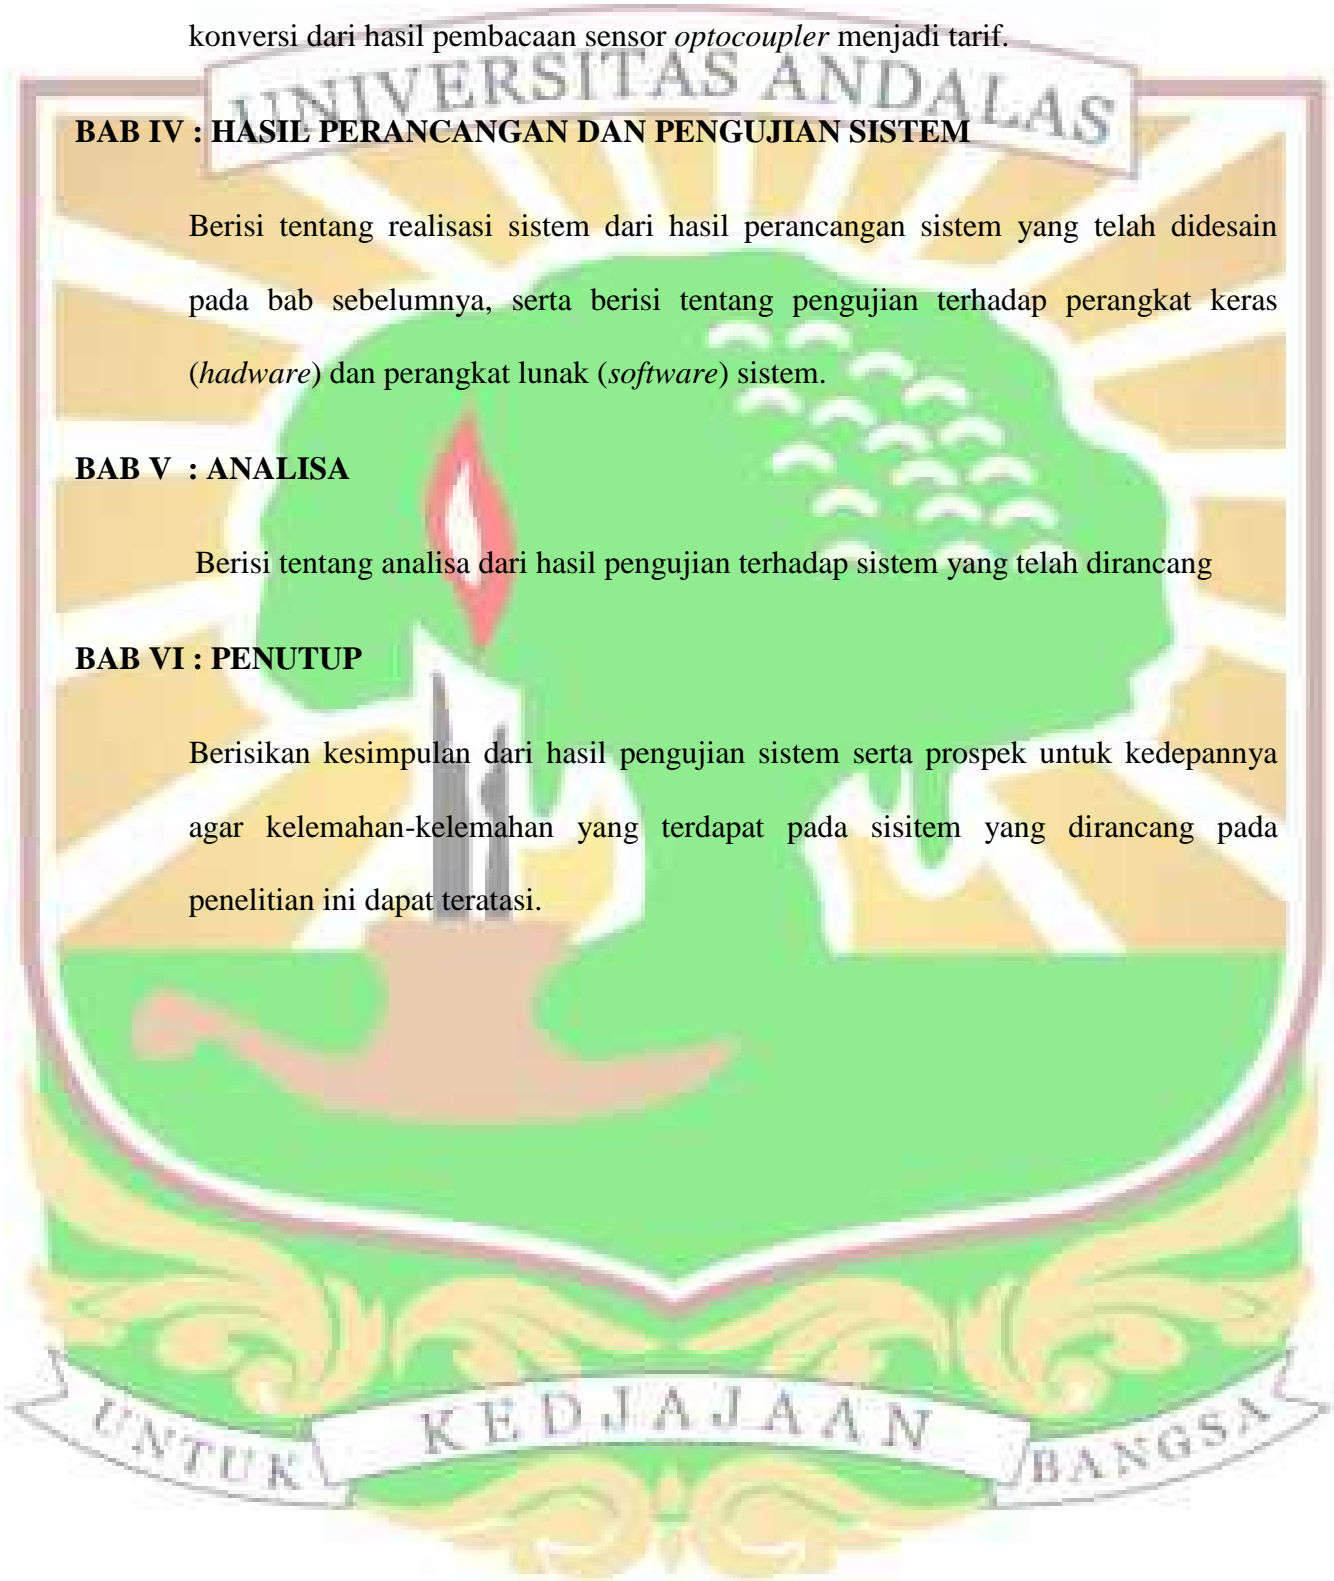 konversi dari hasil pembacaan sensor optocoupler menjadi tarif.
UNIVERSITAS ANDALAS
BAB IV : HASIL PERANCANGAN DAN PENGUJIAN SISTEM
Berisi tentang realisasi sistem dari hasil perancangan sistem yang telah didesain
pada bab sebelumnya, serta berisi tentang pengujian terhadap perangkat keras
(hadware) dan perangkat lunak (software) sistem.
BAB V : ANALISA
Berisi tentang analisa dari hasil pengujian terhadap sistem yang telah dirancang
BAB VI : PENUTUP
Berisikan kesimpulan dari hasil pengujian sistem serta prospek untuk kedepannya
agar kelemahan-kelemahan yang terdapat pada sisitem yang dirancang pada
penelitian ini dapat teratasi.
UNTUK KEDJAJAAN BANGSA